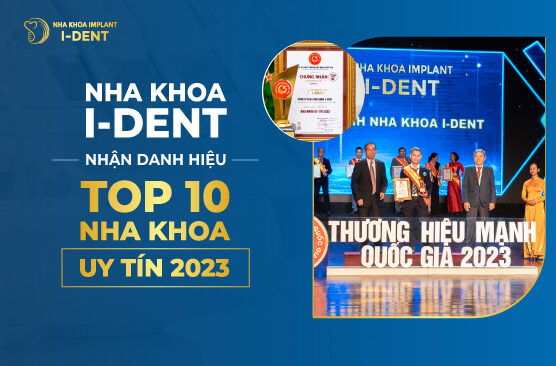 NHA KHOA IMPLANT
I-DENT
NHA KHOA
I-DENT
NHẬN DANH HIỆU
TOP 10
NHA KHOA
UY TÍN 2023
CHỨNG NHẬN
I-DENT
NHA KHOA IMPLANT
I-DENT
NH NHA KHOA I-DENT
THƯƠNG HIỆU MẠNH
QUỐC GIA 2023